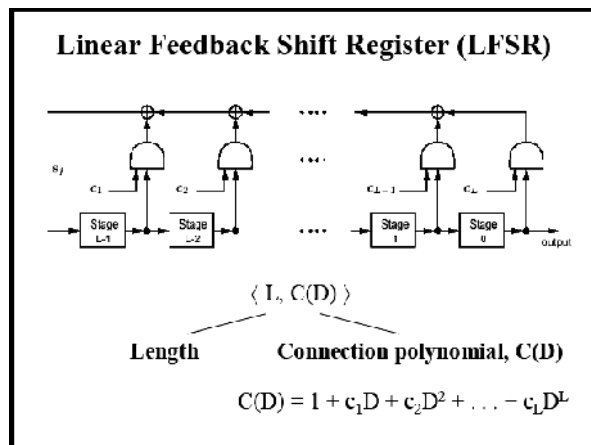 Linear Feedback Shift Register (LFSR)
s_j
c_1 c_2 c_{L-1} c_L
Stage L-1 Stage L-2 Stage 1 Stage 0
output
⟨ L, C(D) ⟩
Length Connection polynomial, C(D)
C(D) = 1 + c_1D + c_2D^2 + . . . − c_LD^L